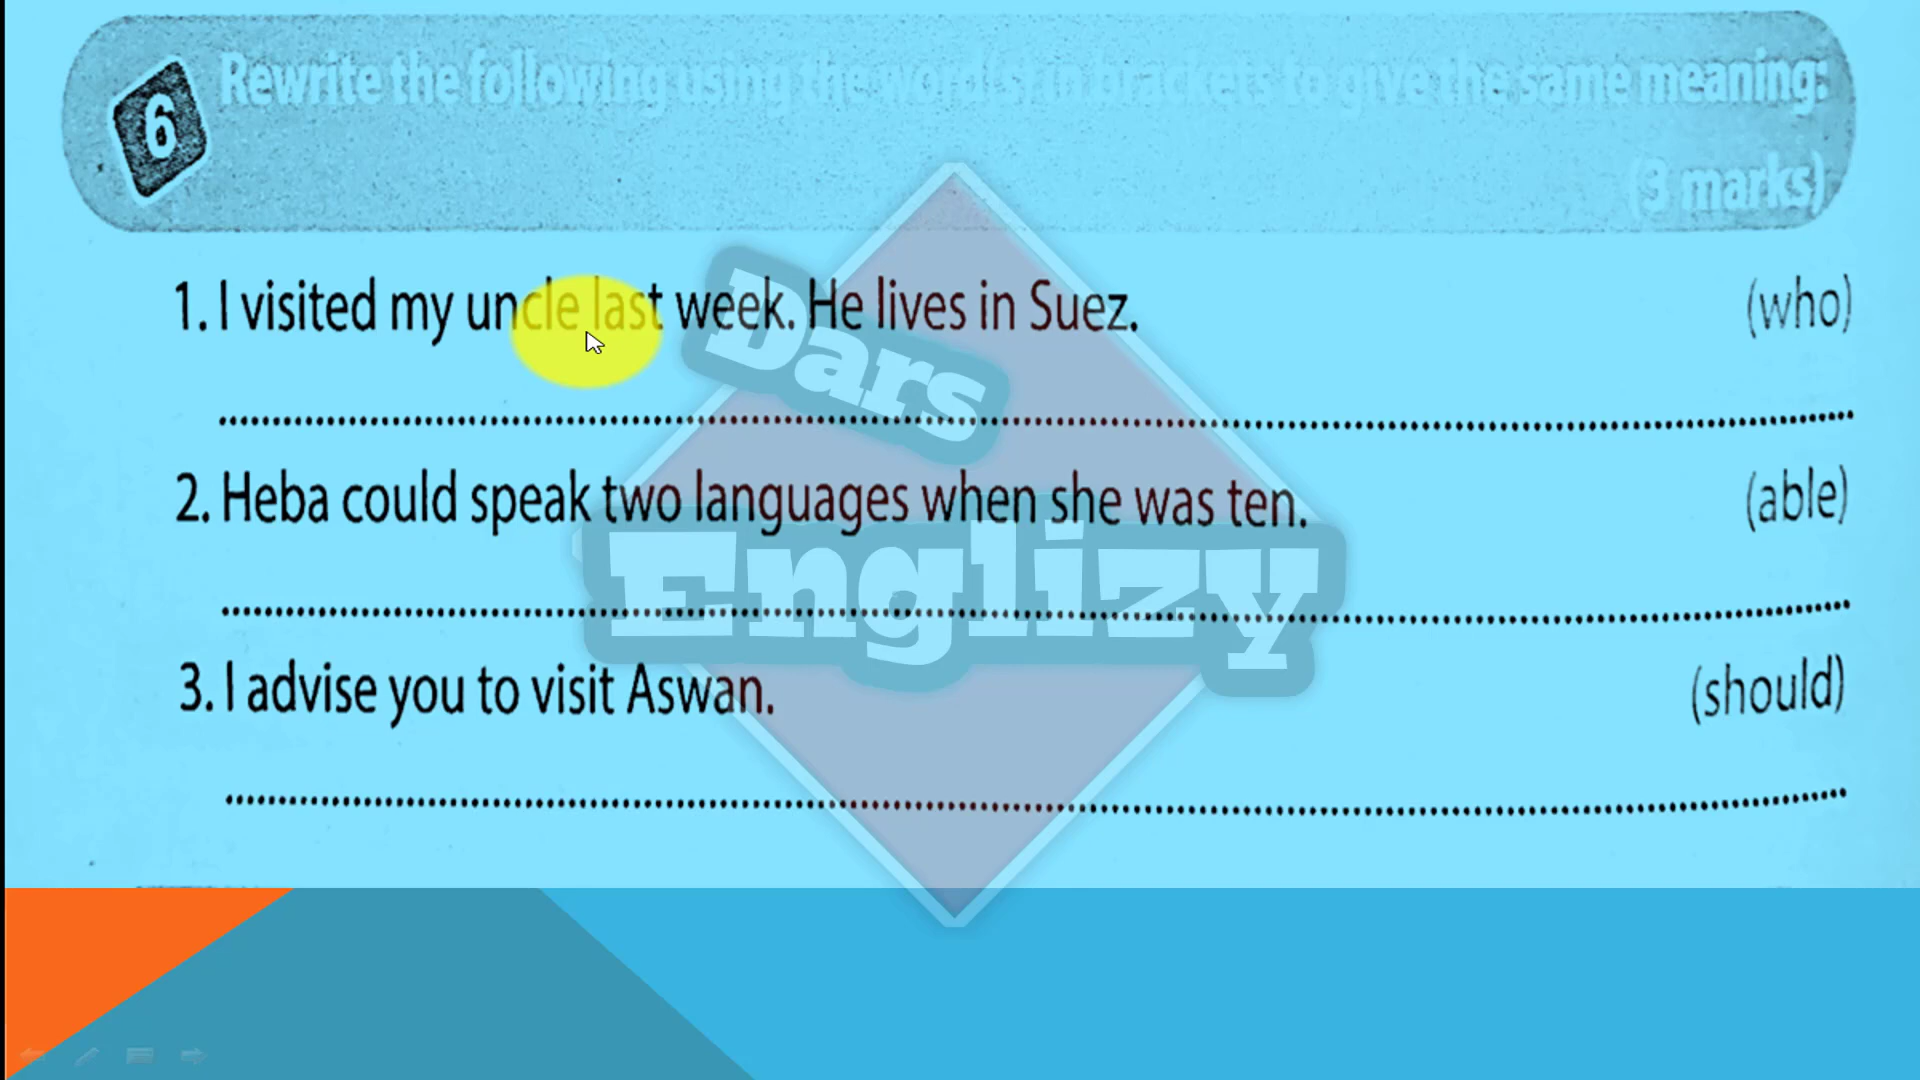 6 Rewrite the following using the word(s) in brackets to give the same meaning:
(3 marks)
1. I visited my uncle last week. He lives in Suez. (who)
2. Heba could speak two languages when she was ten. (able)
3. I advise you to visit Aswan. (should)
Dars
Englizy